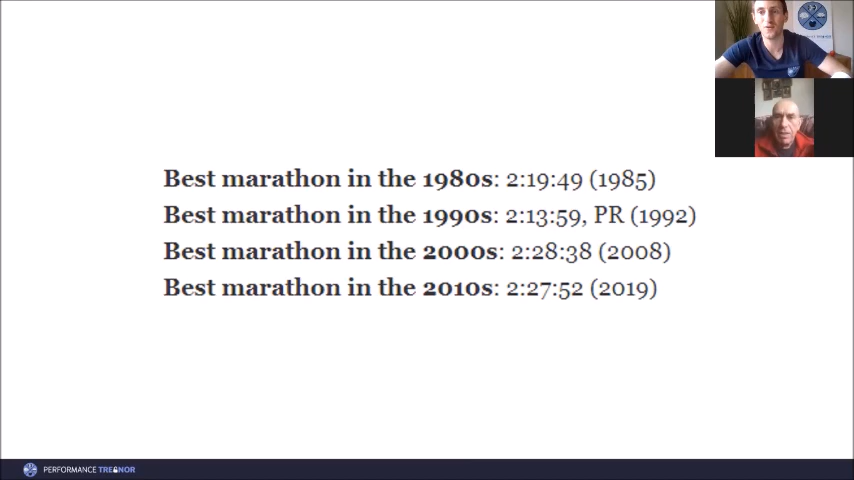 Best marathon in the 1980s: 2:19:49 (1985)
Best marathon in the 1990s: 2:13:59, PR (1992)
Best marathon in the 2000s: 2:28:38 (2008)
Best marathon in the 2010s: 2:27:52 (2019)
PERFORMANCE TREANOR